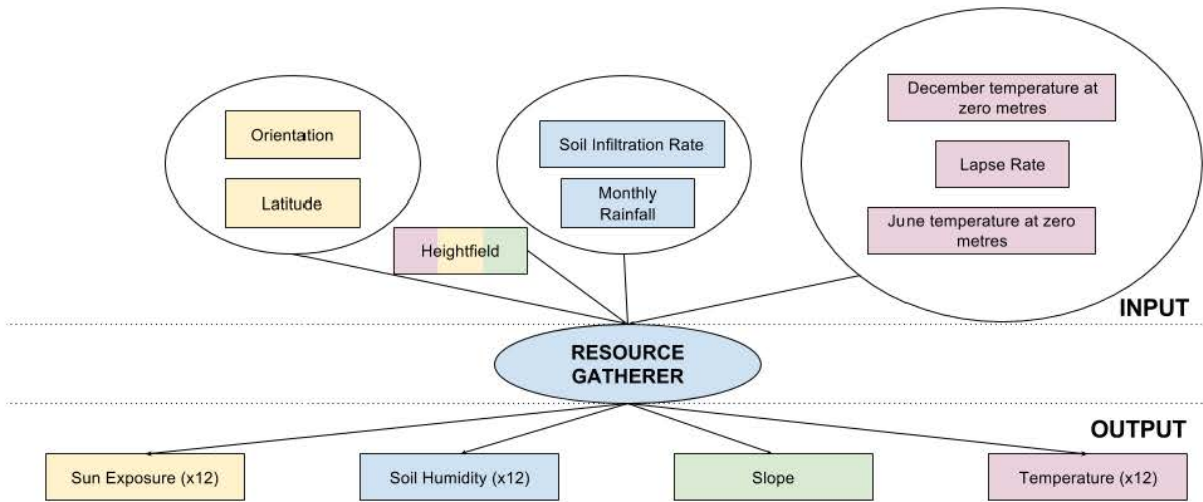 December temperature at
zero metres
Orientation
Soil Infiltration Rate
Lapse Rate
Latitude
Monthly
Rainfall
June temperature at zero
metres
Heightfield
INPUT
RESOURCE
GATHERER
OUTPUT
Sun Exposure (x12)
Soil Humidity (x12)
Slope
Temperature (x12)